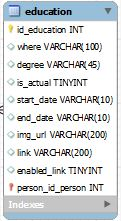 education
id_education INT
where VARCHAR(100)
degree VARCHAR(45)
is_actual TINYINT
start_date VARCHAR(10)
end_date VARCHAR(10)
img_url VARCHAR(200)
link VARCHAR(200)
enabled_link TINYINT
person_id_person INT
Indexes